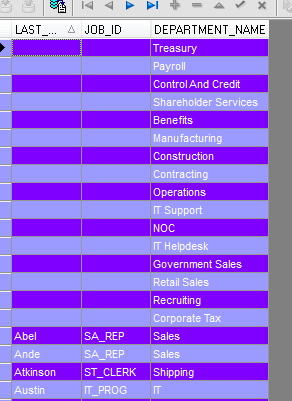 LAST_... JOB_ID DEPARTMENT_NAME
Treasury
Payroll
Control And Credit
Shareholder Services
Benefits
Manufacturing
Construction
Contracting
Operations
IT Support
NOC
IT Helpdesk
Government Sales
Retail Sales
Recruiting
Corporate Tax
Abel SA_REP Sales
Ande SA_REP Sales
Atkinson ST_CLERK Shipping
Austin IT_PROG IT